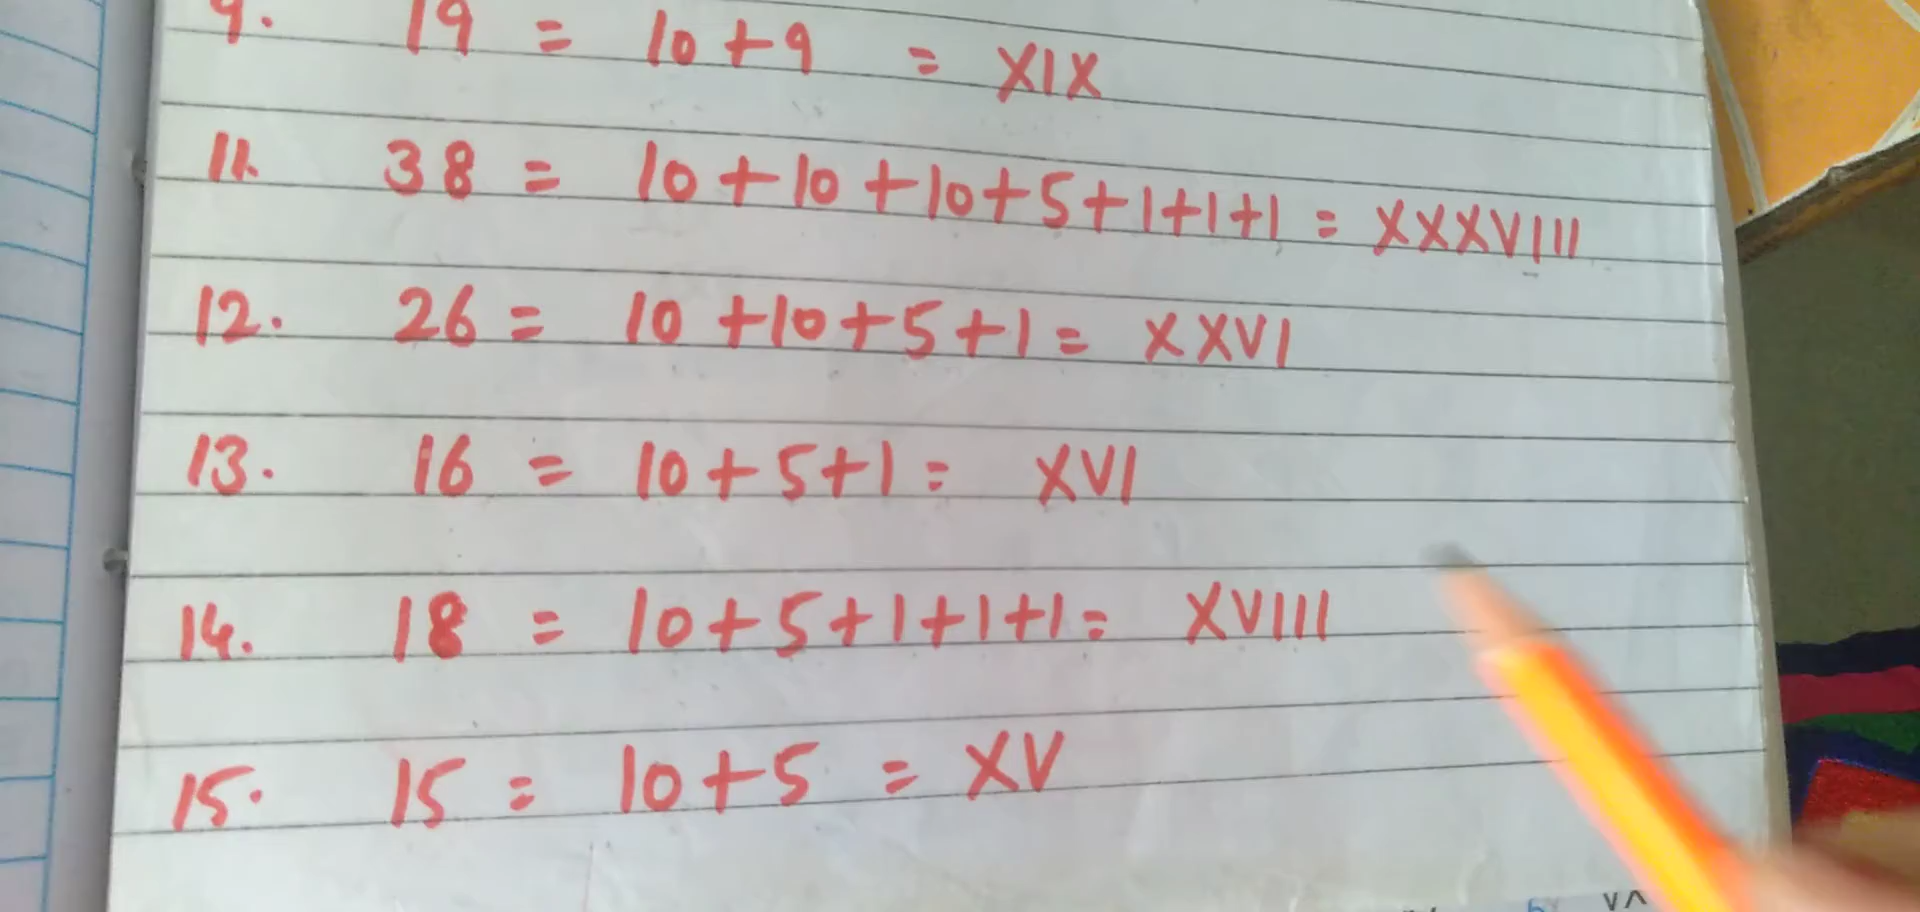 9. 19 = 10 + 9 = XIX
11. 38 = 10 + 10 + 10 + 5 + 1 + 1 + 1 = XXXVIII
12. 26 = 10 + 10 + 5 + 1 = XXVI
13. 16 = 10 + 5 + 1 = XVI
14. 18 = 10 + 5 + 1 + 1 + 1 = XVIII
15. 15 = 10 + 5 = XV